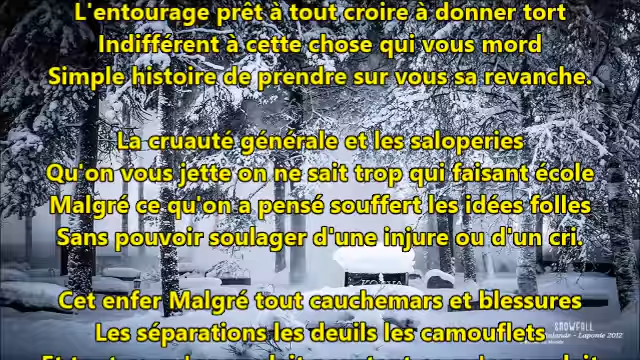 L'entourage prêt à tout croire à donner tort
Indifférent à cette chose qui vous mord
Simple histoire de prendre sur vous sa revanche.
La cruauté générale et les saloperies
Qu'on vous jette on ne sait trop qui faisant école
Malgré ce qu'on a pensé souffert les idées folles
Sans pouvoir soulager d'une injure ou d'un cri.
Cet enfer Malgré tout cauchemars et blessures
Les séparations les deuils les camouflets
SNOWFALL
Laponie 2012